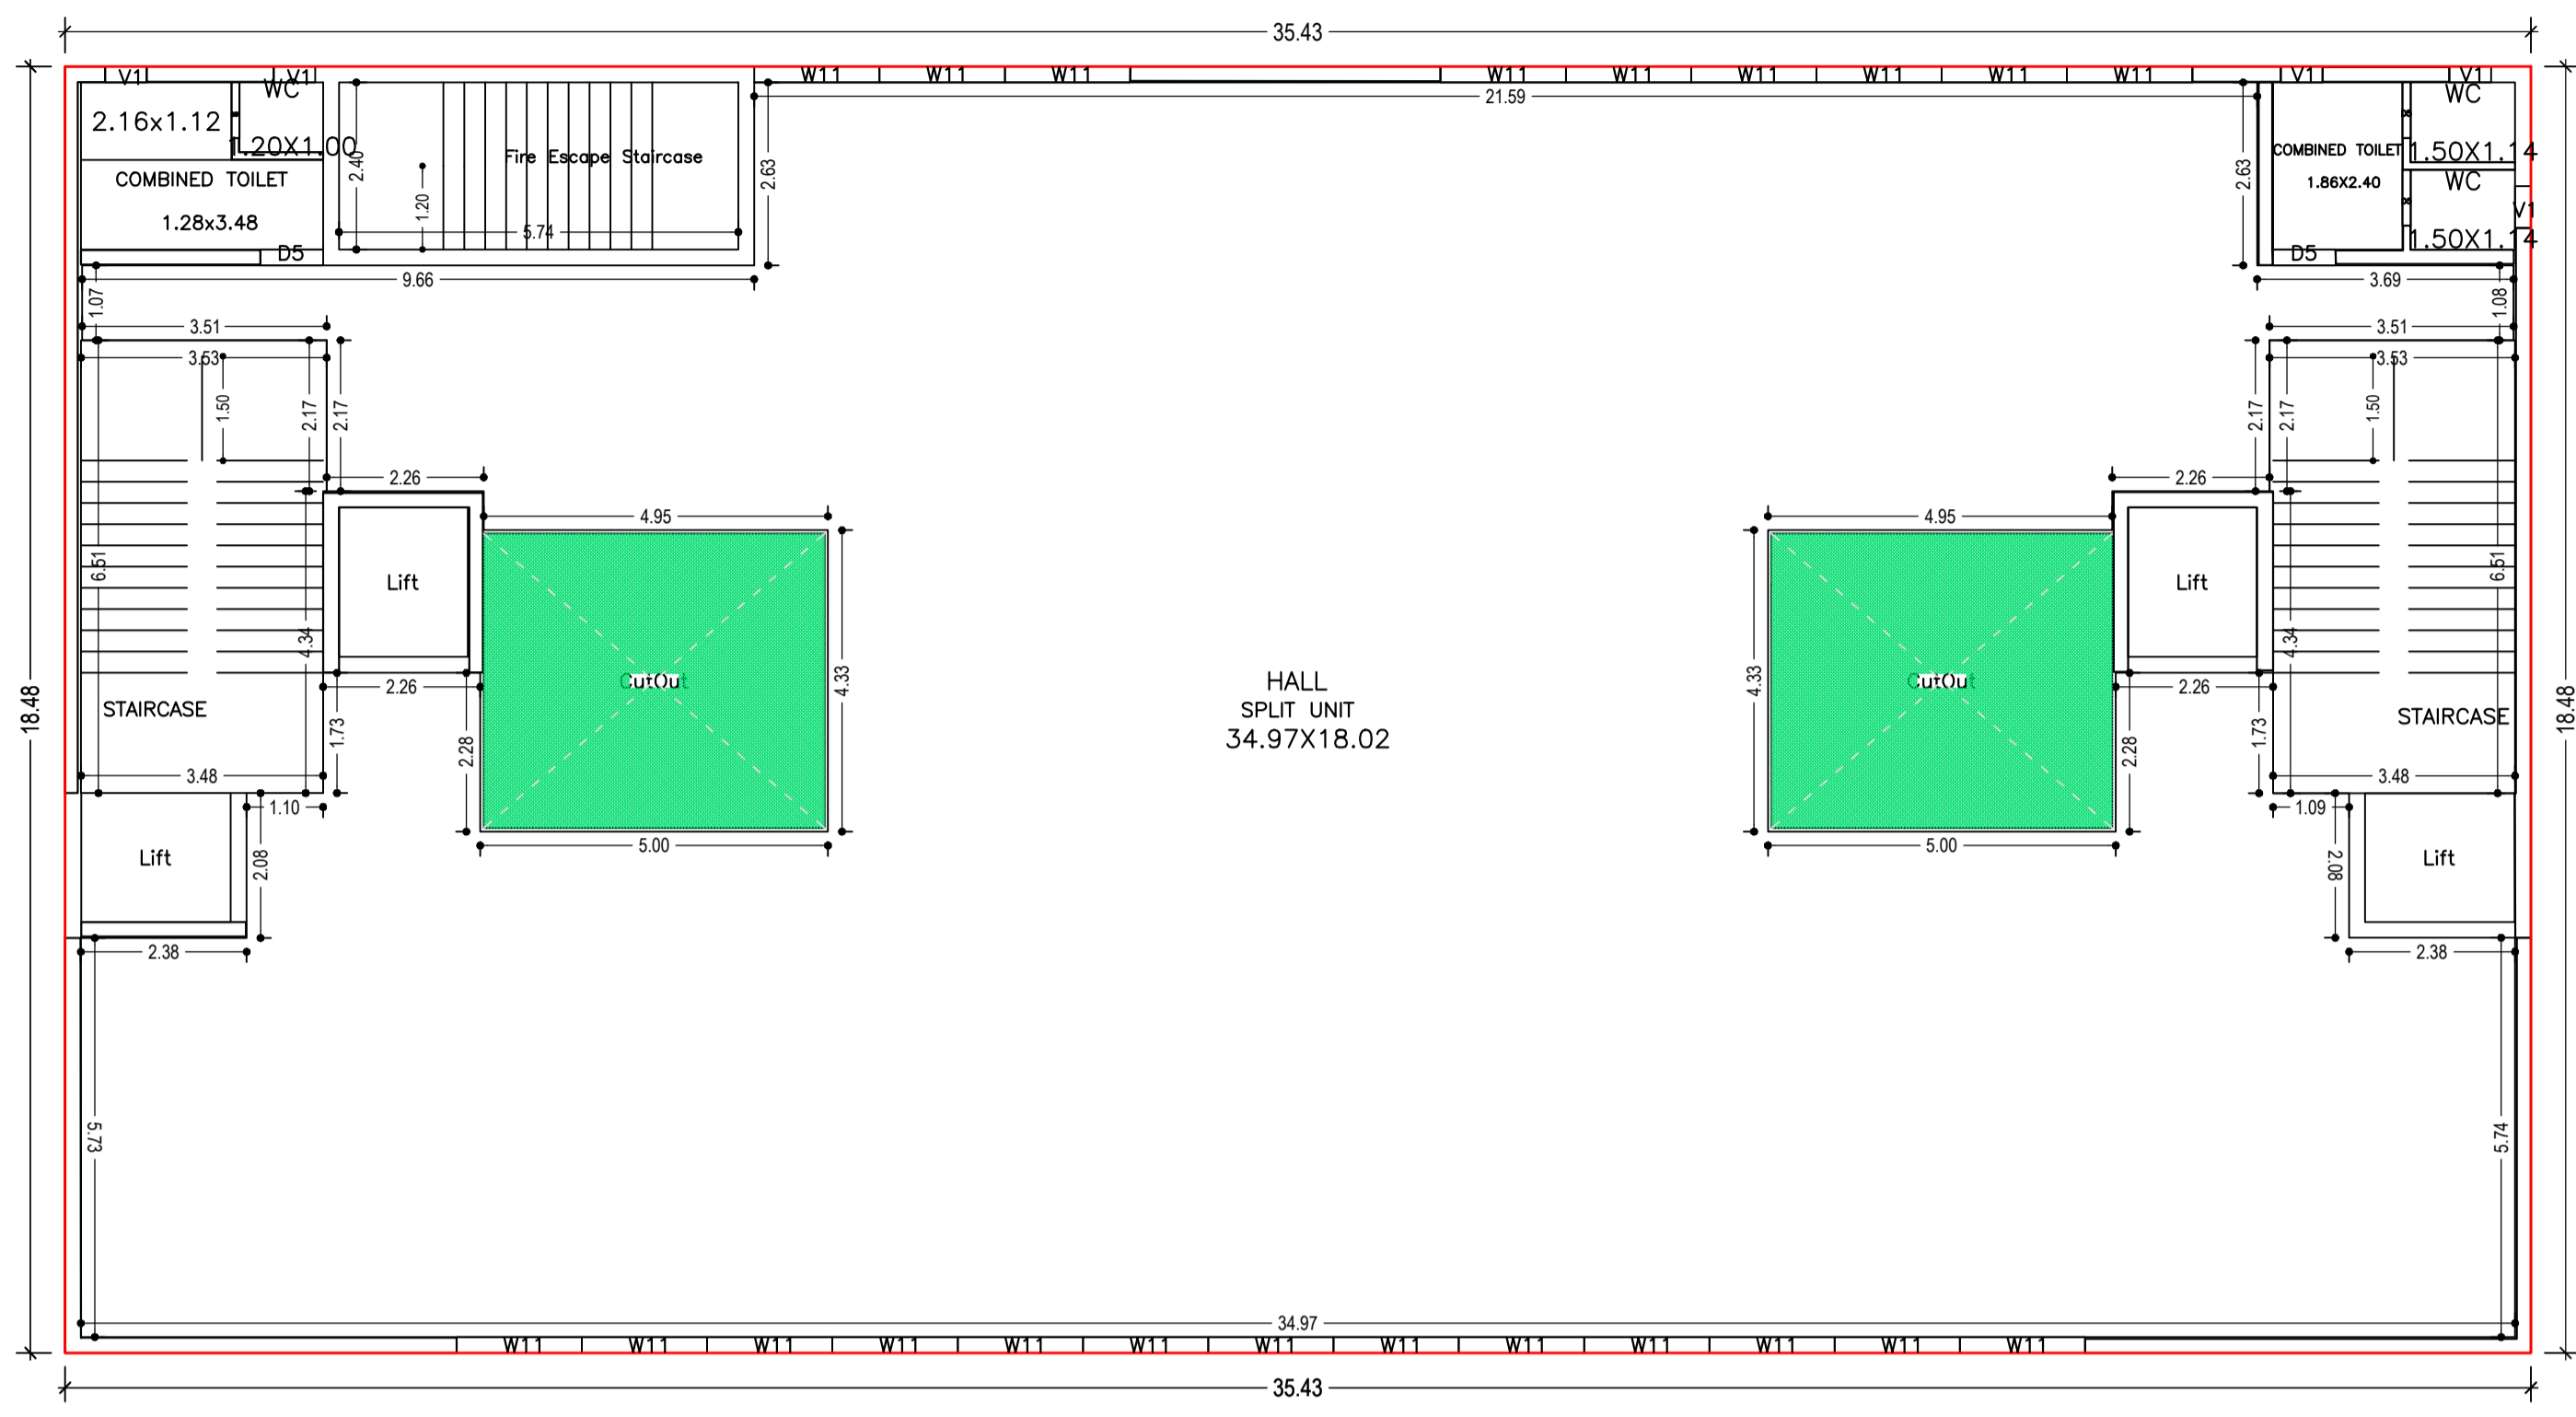 35.43
V1
V1
W11
W11
W11
W11
W11
W11
W11
W11
W11
V1
V1
WC
2.16x1.12
1.20X1.00
COMBINED TOILET
1.28x3.48
D5
2.40
1.20
Fire Escape Staircase
5.74
2.63
21.59
2.63
COMBINED TOILET
1.86X2.40
WC
1.50X1.14
WC
1.50X1.14
V1
D5
9.66
3.69
1.07
1.08
3.51
3.51
3.53
3.53
1.50
2.17
2.17
2.17
2.17
1.50
2.26
2.26
4.95
4.95
6.51
Lift
4.34
Lift
4.34
6.51
18.48
CutOut
4.33
HALL
SPLIT UNIT
34.97X18.02
4.33
CutOut
18.48
2.26
2.26
STAIRCASE
1.73
2.28
2.28
1.73
STAIRCASE
3.48
3.48
1.10
1.09
5.00
5.00
Lift
2.08
2.08
Lift
2.38
2.38
5.73
5.74
34.97
W11
W11
W11
W11
W11
W11
W11
W11
W11
W11
W11
W11
W11
35.43